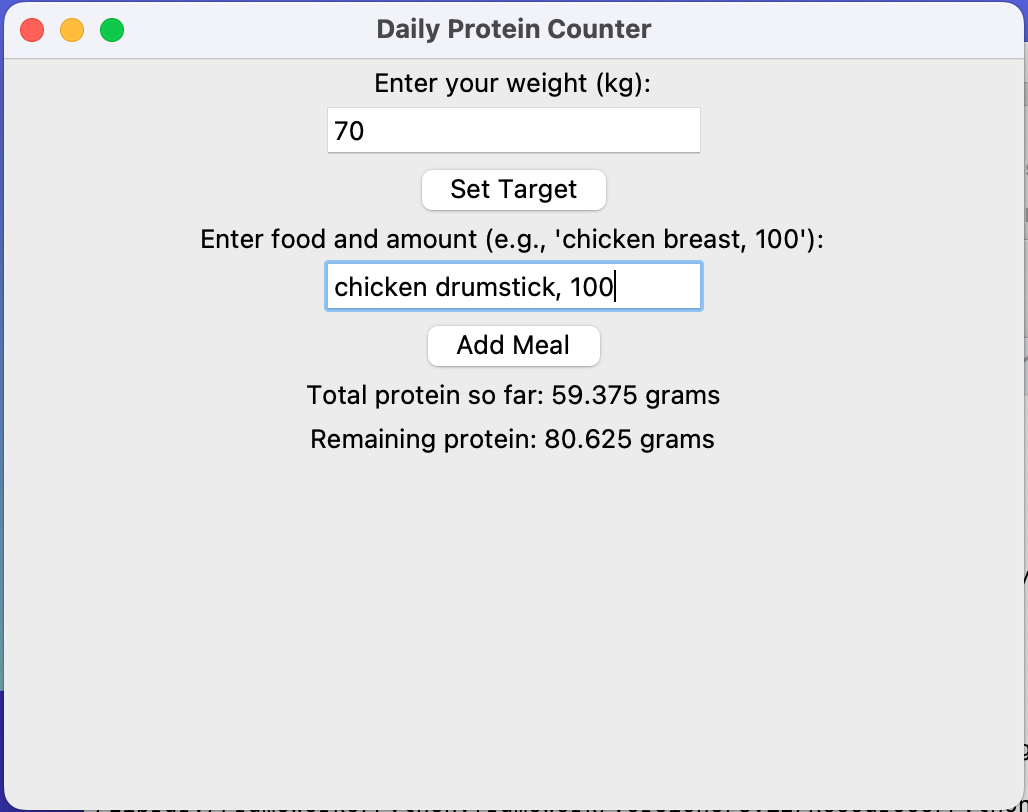 Daily Protein Counter
Enter your weight (kg):
70
Set Target
Enter food and amount (e.g., 'chicken breast, 100'):
chicken drumstick, 100
Add Meal
Total protein so far: 59.375 grams
Remaining protein: 80.625 grams